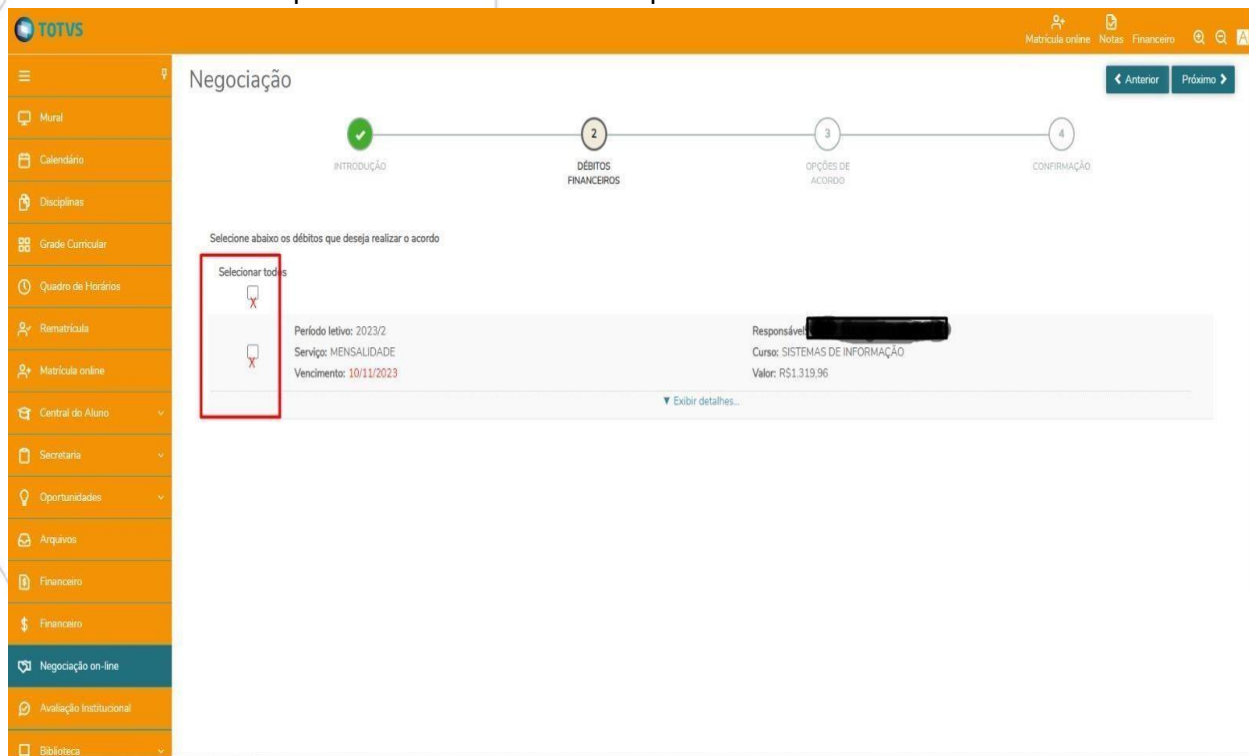 TOTVS
Matrícula online Notas Financeiro
Negociação
Anterior Próximo
Mural
Calendário
Disciplinas
Grade Curricular
Quadro de Horários
Rematrícula
Matrícula online
Central do Aluno
Secretaria
Oportunidades
Arquivos
Financeiro
Financeiro
Negociação on-line
Avaliação Institucional
Biblioteca
INTRODUÇÃO
2
DÉBITOS
FINANCEIROS
3
OPÇÕES DE
ACORDO
4
CONFIRMAÇÃO
Selecione abaixo os débitos que deseja realizar o acordo
Selecionar todos
X
X
Período letivo: 2023/2
Serviço: MENSALIDADE
Vencimento: 10/11/2023
Responsável:
Curso: SISTEMAS DE INFORMAÇÃO
Valor: R$1.319,96
▼ Exibir detalhes...